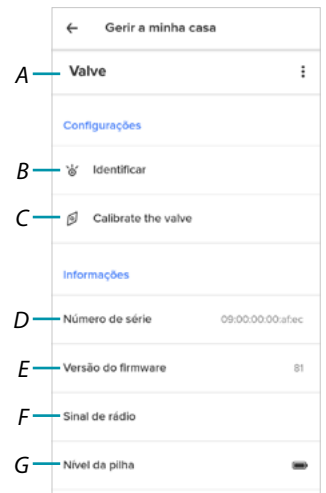 Gerir a minha casa
A Valve
Configurações
B Identificar
C Calibrate the valve
Informações
D Número de série 09:00:00:00:af:ec
E Versão do firmware 81
F Sinal de rádio
G Nível da pilha